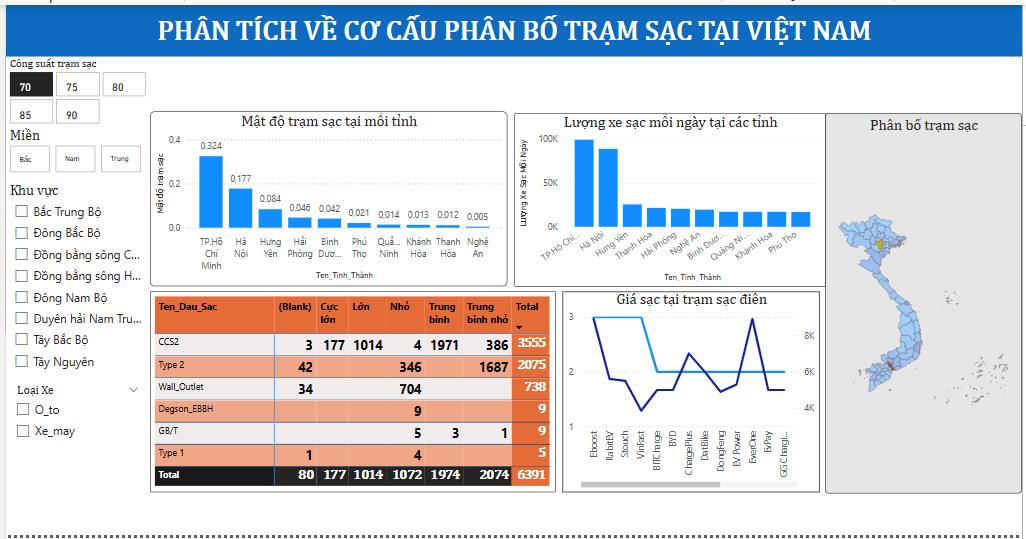 PHÂN TÍCH VỀ CƠ CẤU PHÂN BỐ TRẠM SẠC TẠI VIỆT NAM
Công suất trạm sạc
70 75 80
85 90
Miền
Bắc Nam Trung
Khu vực
Bắc Trung Bộ
Đông Bắc Bộ
Đồng bằng sông C...
Đồng bằng sông H...
Đông Nam Bộ
Duyên hải Nam Tru...
Tây Bắc Bộ
Tây Nguyên
Loại Xe
O_to
Xe_may
Mật độ trạm sạc tại mỗi tỉnh
Mật độ trạm sạc
0,4
0,2
0,0
0,324 0,177 0,084 0,046 0,042 0,021 0,014 0,013 0,012 0,005
TP.Hồ Chí Minh
Hà Nội
Hưng Yên
Hải Phòng
Bình Dươ...
Phú Thọ
Quả... Ninh
Khánh Hòa
Thanh Hóa
Nghệ An
Ten_Tinh_Thành
Lượng xe sạc mỗi ngày tại các tỉnh
Lượng Xe Sạc Mỗi Ngày
100K
50K
0K
TP.Hồ Chí...
Hà Nội
Hưng Yên
Thanh Hóa
Hải Phòng
Nghệ An
Bình Dươ...
Quảng Ni...
Khánh Hòa
Phú Thọ
Ten_Tinh_Thành
Phân bố trạm sạc
Ten_Dau_Sac (Blank) Cực lớn Lớn Nhỏ Trung bình Trung bình nhỏ Total
CCS2 3 177 1014 4 1971 386 3555
Type 2 42 346 1687 2075
Wall_Outlet 34 704 738
Degson_EBBH 9 9
GB/T 5 3 1 9
Type 1 1 4 5
Total 80 177 1014 1072 1974 2074 6391
Giá sạc tại trạm sạc điện
3
2
1
8K
6K
4K
Eboost
RabitEV
Stouch
VinFast
BITCharge
BYD
ChargePlus
DatBike
DongFeng
EV Power
EverOne
EvPay
GG Chargi...